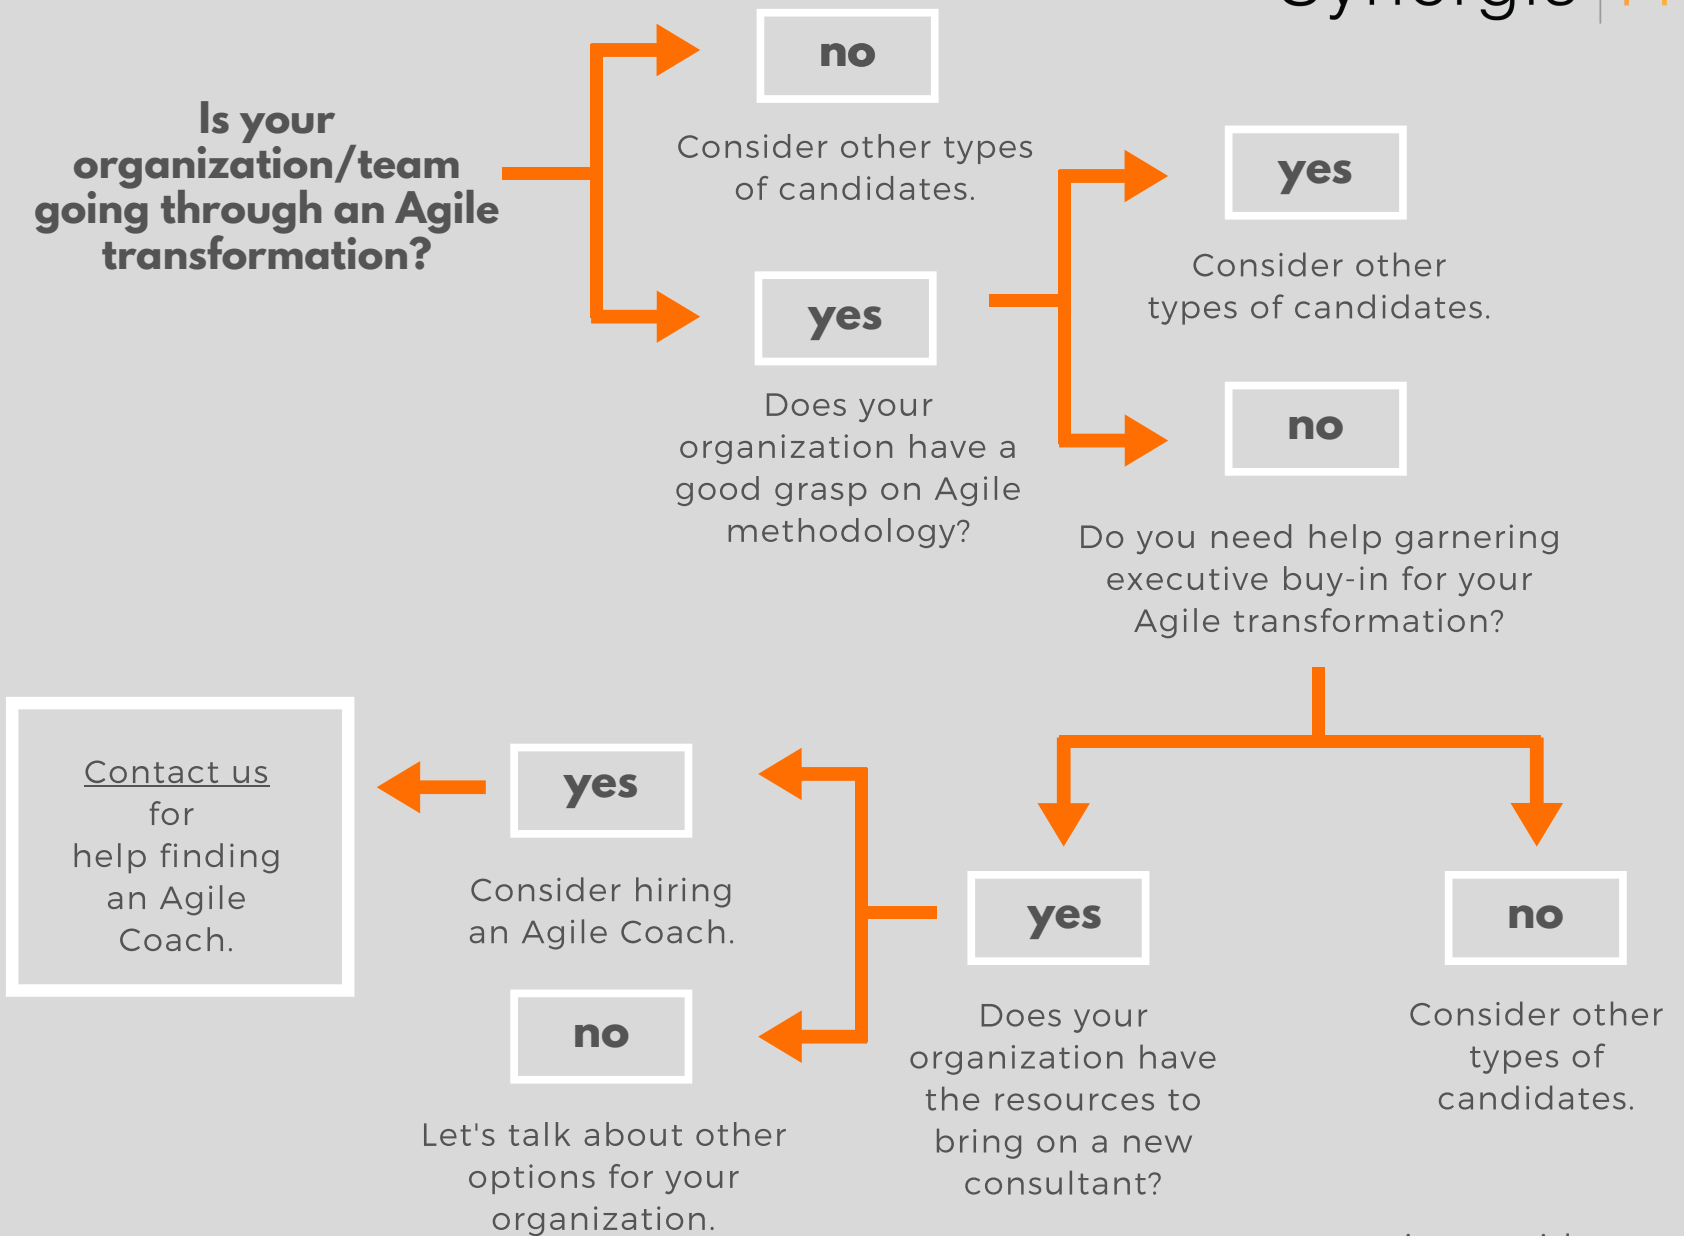 no
Is your
organization/team
going through an Agile
transformation?
Consider other types
of candidates.
yes
Does your
organization have a
good grasp on Agile
methodology?
yes
Consider other
types of candidates.
no
Do you need help garnering
executive buy-in for your
Agile transformation?
yes
Does your
organization have
the resources to
bring on a new
consultant?
no
Consider other
types of
candidates.
yes
Consider hiring
an Agile Coach.
no
Let's talk about other
options for your
organization.
Contact us
for
help finding
an Agile
Coach.